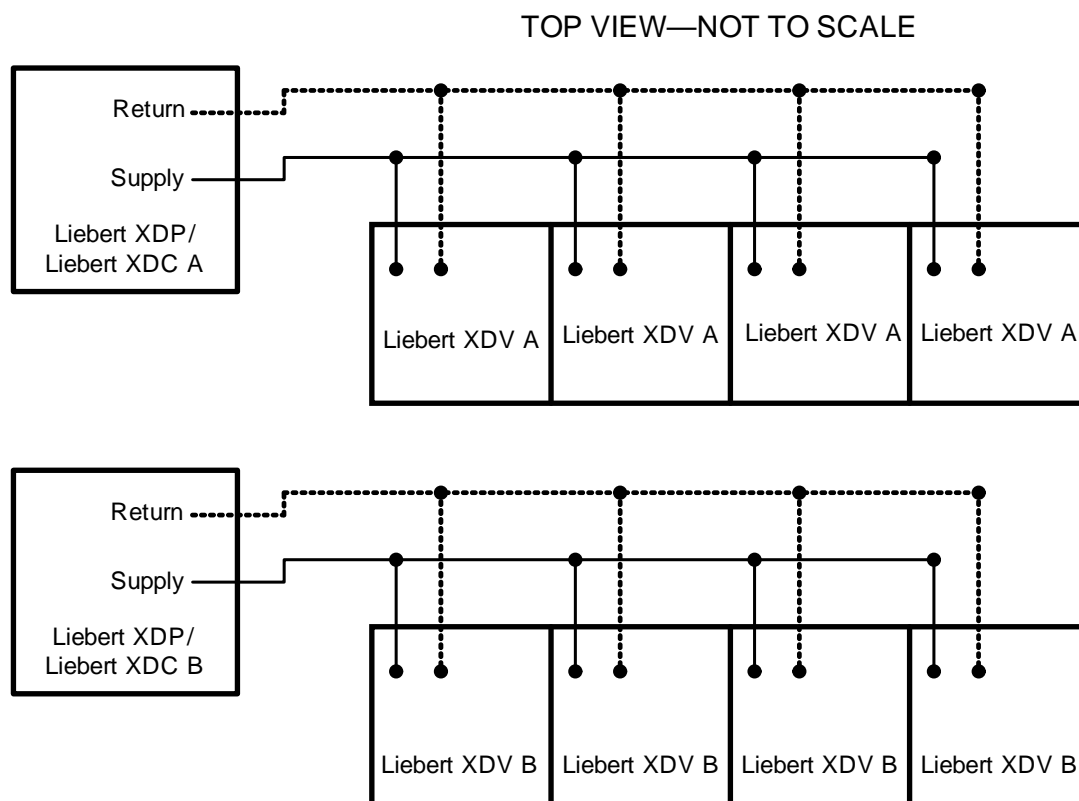 TOP VIEW—NOT TO SCALE
Return
Supply
Liebert XDP/
Liebert XDC A
Liebert XDV A
Liebert XDV A
Liebert XDV A
Liebert XDV A
Return
Supply
Liebert XDP/
Liebert XDC B
Liebert XDV B
Liebert XDV B
Liebert XDV B
Liebert XDV B